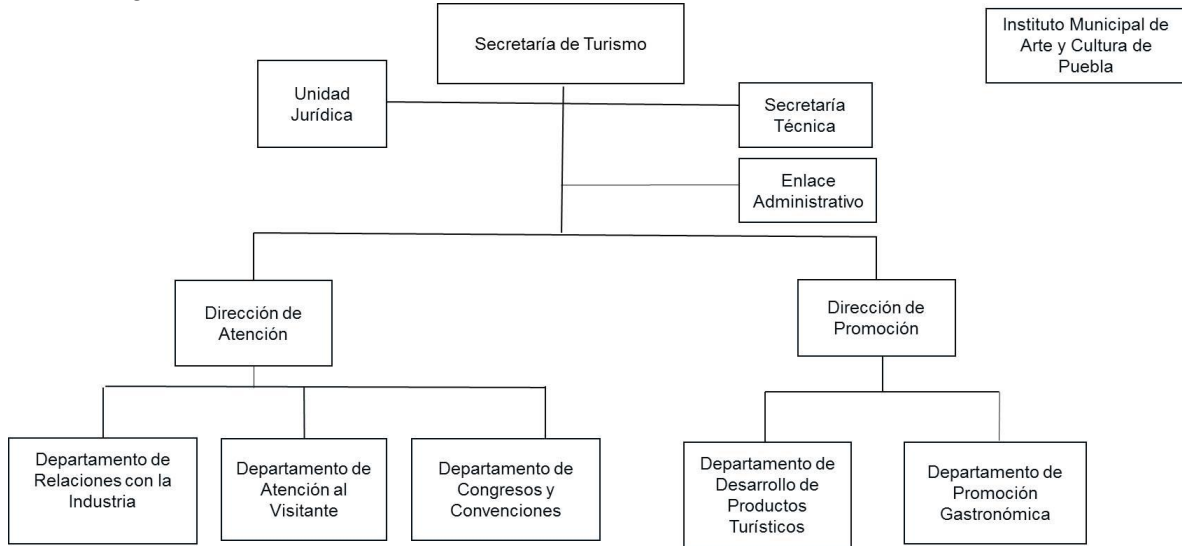 Secretaría de Turismo
Instituto Municipal de
Arte y Cultura de
Puebla
Unidad
Jurídica
Secretaría
Técnica
Enlace
Administrativo
Dirección de
Atención
Dirección de
Promoción
Departamento de
Relaciones con la
Industria
Departamento de
Atención al
Visitante
Departamento de
Congresos y
Convenciones
Departamento de
Desarrollo de
Productos
Turísticos
Departamento de
Promoción
Gastronómica